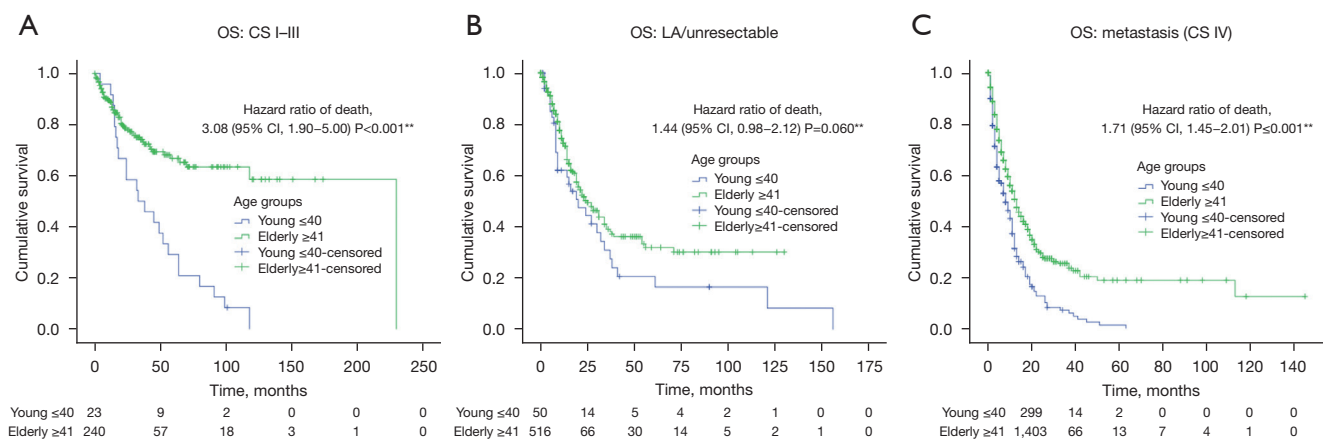 A
OS: CS I–III
Cumulative survival
1.0
0.8
0.6
0.4
0.2
0.0
Hazard ratio of death,
3.08 (95% CI, 1.90–5.00) P<0.001**
Age groups
Young ≤40
Elderly ≥41
Young ≤40-censored
Elderly≥41-censored
0 50 100 150 200 250
Time, months
Young ≤40 23 9 2 0 0 0
Elderly ≥41 240 57 18 3 1 0
B
OS: LA/unresectable
Cumulative survival
1.0
0.8
0.6
0.4
0.2
0.0
Hazard ratio of death,
1.44 (95% CI, 0.98–2.12) P=0.060**
Age groups
Young ≤40
Elderly ≥41
Young ≤40-censored
Elderly≥41-censored
0 25 50 75 100 125 150 175
Time, months
Young ≤40 50 14 5 4 2 1 0 0
Elderly ≥41 516 66 30 14 5 2 1 0
C
OS: metastasis (CS IV)
Cumulative survival
1.0
0.8
0.6
0.4
0.2
0.0
Hazard ratio of death,
1.71 (95% CI, 1.45–2.01) P≤0.001**
Age groups
Young ≤40
Elderly ≥41
Young ≤40-censored
Elderly≥41-censored
0 20 40 60 80 100 120 140
Time, months
Young ≤40 299 14 2 0 0 0 0
Elderly ≥41 1,403 66 13 7 4 1 0